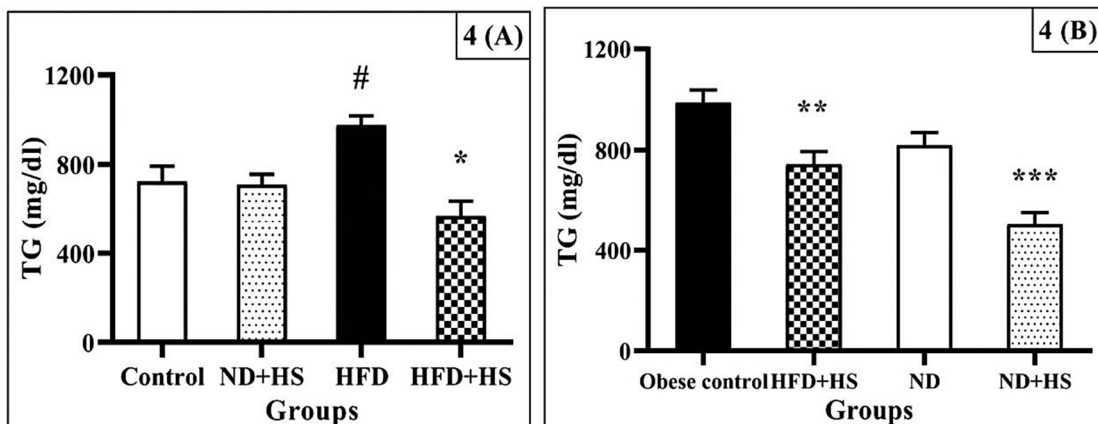 4 (A)
TG (mg/dl)
1200
800
400
0
#
*
Control ND+HS HFD HFD+HS
Groups
4 (B)
TG (mg/dl)
1200
800
400
0
**
***
Obese control HFD+HS ND ND+HS
Groups